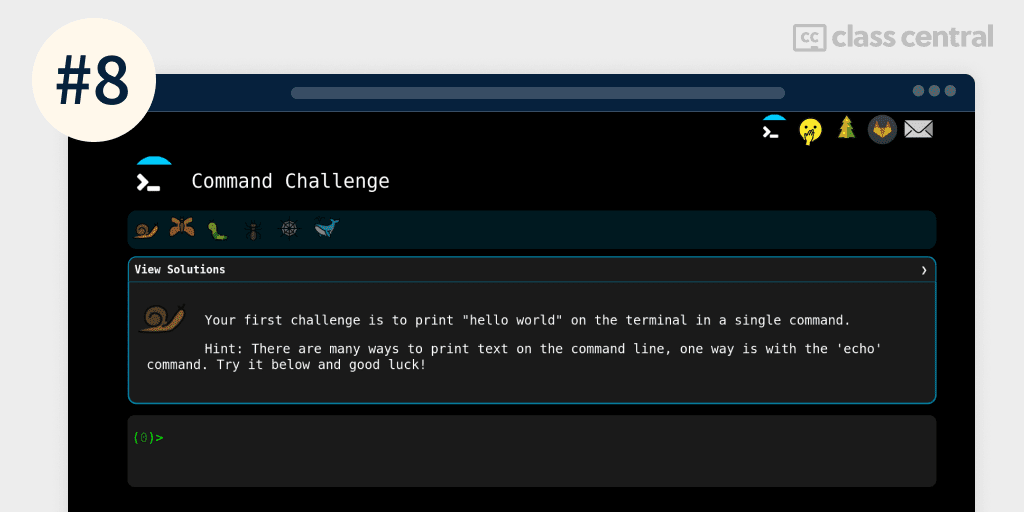 #8
cc class central
Command Challenge
View Solutions
Your first challenge is to print "hello world" on the terminal in a single command.
Hint: There are many ways to print text on the command line, one way is with the 'echo'
command. Try it below and good luck!
(0)>